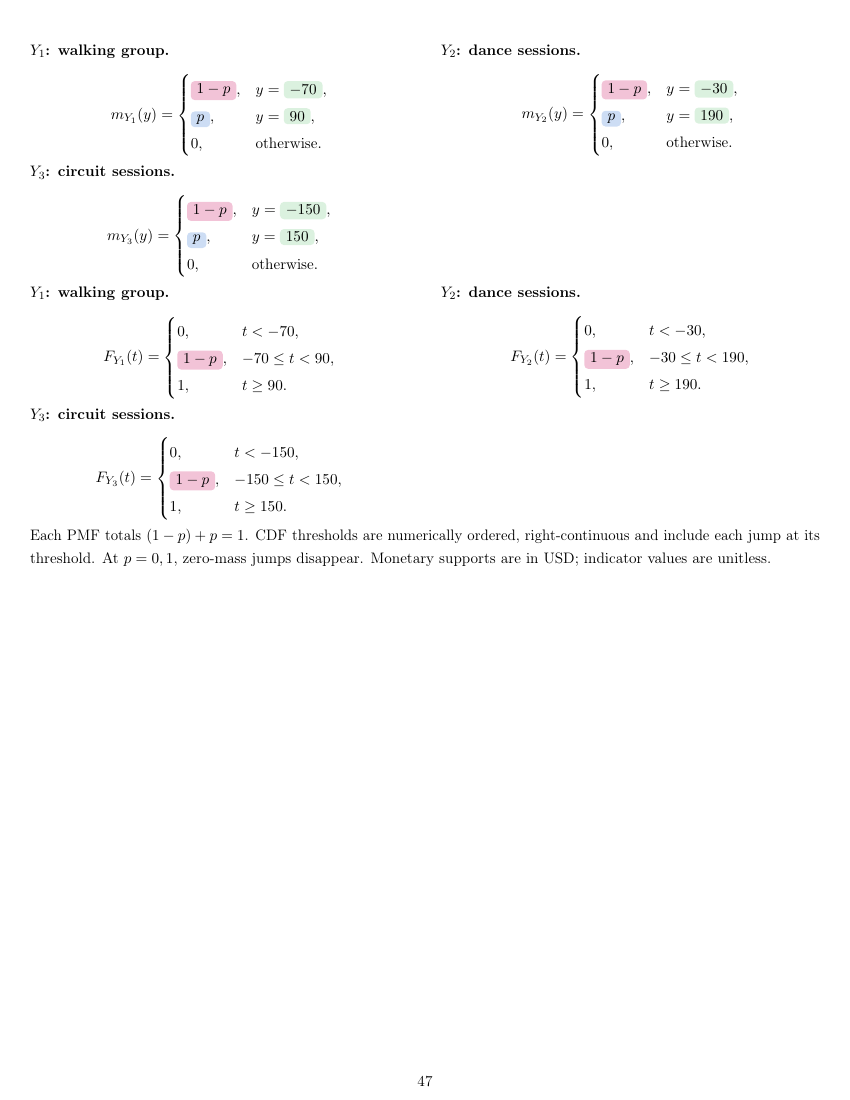 Y₁: walking group.
m_{Y₁}(y) = { 1 − p, y = −70,
p, y = 90,
0, otherwise.
Y₂: dance sessions.
m_{Y₂}(y) = { 1 − p, y = −30,
p, y = 190,
0, otherwise.
Y₃: circuit sessions.
m_{Y₃}(y) = { 1 − p, y = −150,
p, y = 150,
0, otherwise.
Y₁: walking group.
F_{Y₁}(t) = { 0, t < −70,
1 − p, −70 ≤ t < 90,
1, t ≥ 90.
Y₂: dance sessions.
F_{Y₂}(t) = { 0, t < −30,
1 − p, −30 ≤ t < 190,
1, t ≥ 190.
Y₃: circuit sessions.
F_{Y₃}(t) = { 0, t < −150,
1 − p, −150 ≤ t < 150,
1, t ≥ 150.
Each PMF totals (1 − p) + p = 1. CDF thresholds are numerically ordered, right-continuous and include each jump at its
threshold. At p = 0, 1, zero-mass jumps disappear. Monetary supports are in USD; indicator values are unitless.
47